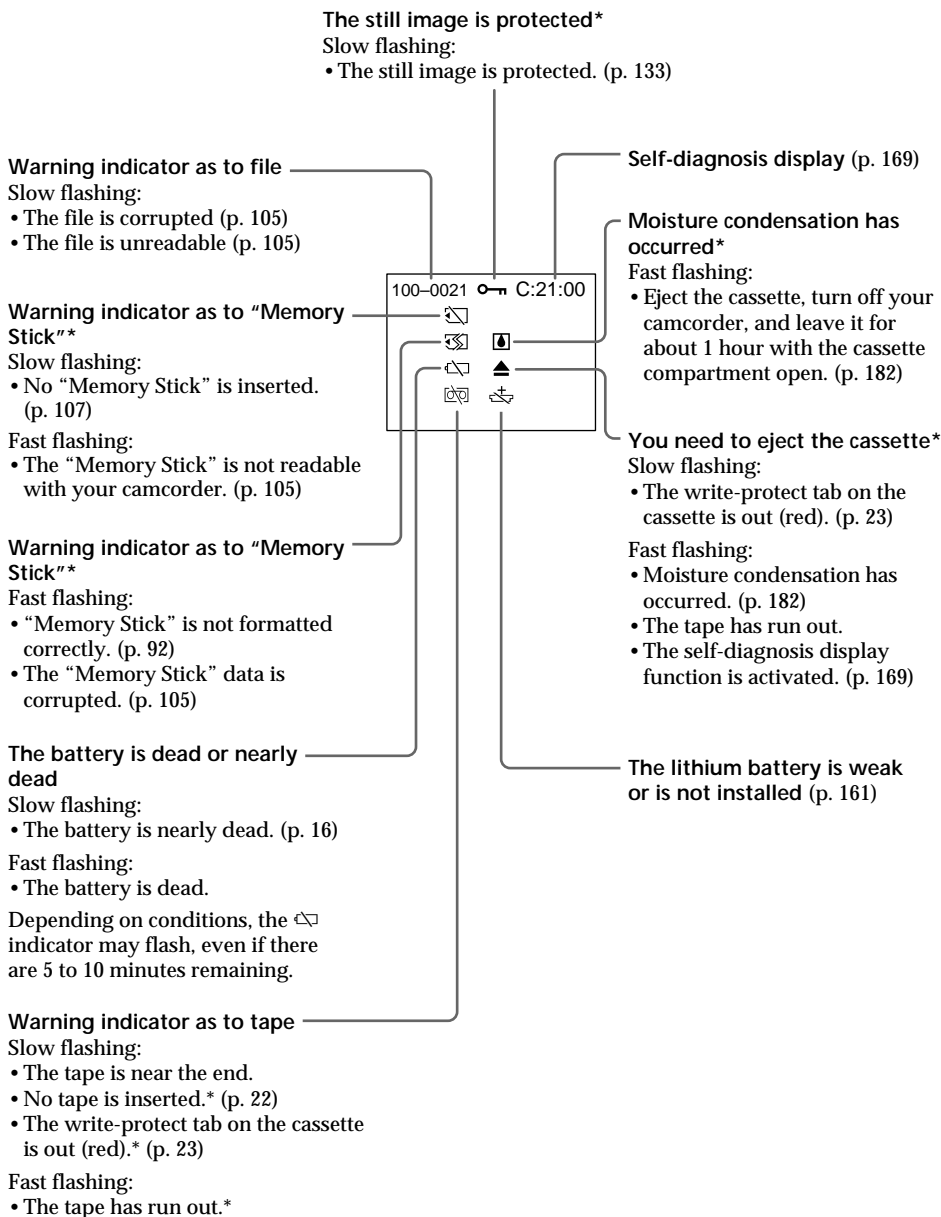 The still image is protected*
Slow flashing:
• The still image is protected. (p. 133)
Warning indicator as to file
Slow flashing:
• The file is corrupted (p. 105)
• The file is unreadable (p. 105)
Warning indicator as to “Memory
Stick”*
Slow flashing:
• No “Memory Stick” is inserted.
(p. 107)
Fast flashing:
• The “Memory Stick” is not readable
with your camcorder. (p. 105)
Warning indicator as to “Memory
Stick”*
Fast flashing:
• “Memory Stick” is not formatted
correctly. (p. 92)
• The “Memory Stick” data is
corrupted. (p. 105)
The battery is dead or nearly
dead
Slow flashing:
• The battery is nearly dead. (p. 16)
Fast flashing:
• The battery is dead.
Depending on conditions, the
indicator may flash, even if there
are 5 to 10 minutes remaining.
Warning indicator as to tape
Slow flashing:
• The tape is near the end.
• No tape is inserted.* (p. 22)
• The write-protect tab on the cassette
is out (red).* (p. 23)
Fast flashing:
• The tape has run out.*
100–0021 C:21:00
Self-diagnosis display (p. 169)
Moisture condensation has
occurred*
Fast flashing:
• Eject the cassette, turn off your
camcorder, and leave it for
about 1 hour with the cassette
compartment open. (p. 182)
You need to eject the cassette*
Slow flashing:
• The write-protect tab on the
cassette is out (red). (p. 23)
Fast flashing:
• Moisture condensation has
occurred. (p. 182)
• The tape has run out.
• The self-diagnosis display
function is activated. (p. 169)
The lithium battery is weak
or is not installed (p. 161)